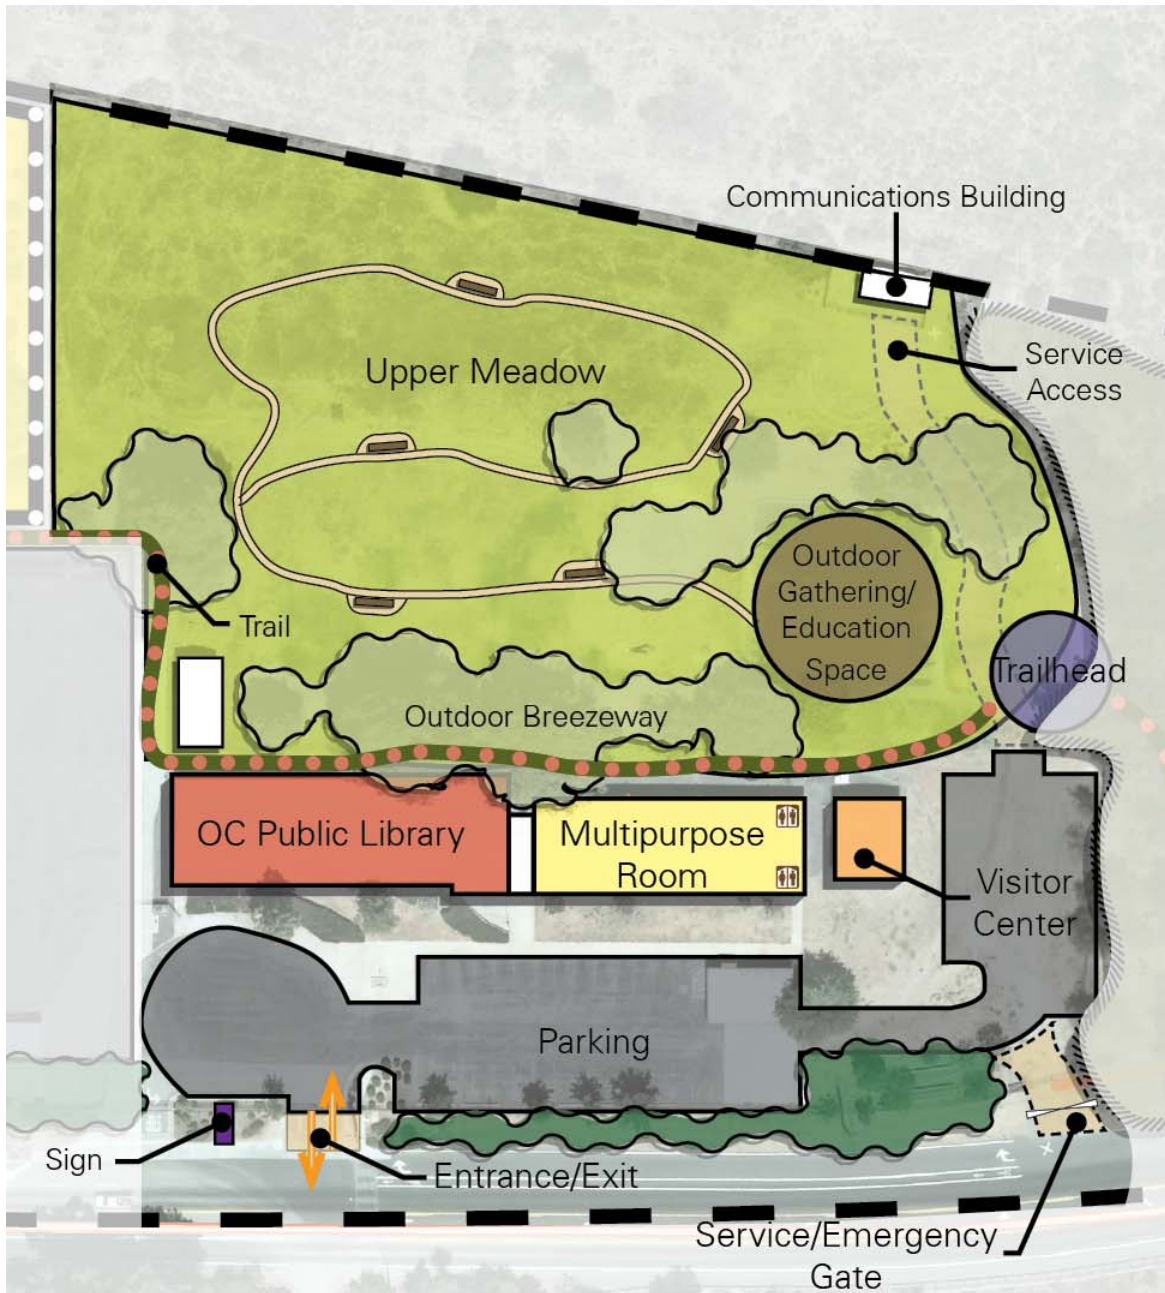 Communications Building
Service
Access
Upper Meadow
Outdoor
Gathering/
Education
Space
Trail
Trailhead
Outdoor Breezeway
OC Public Library
Multipurpose
Room
Visitor
Center
Parking
Sign
Entrance/Exit
Service/Emergency
Gate